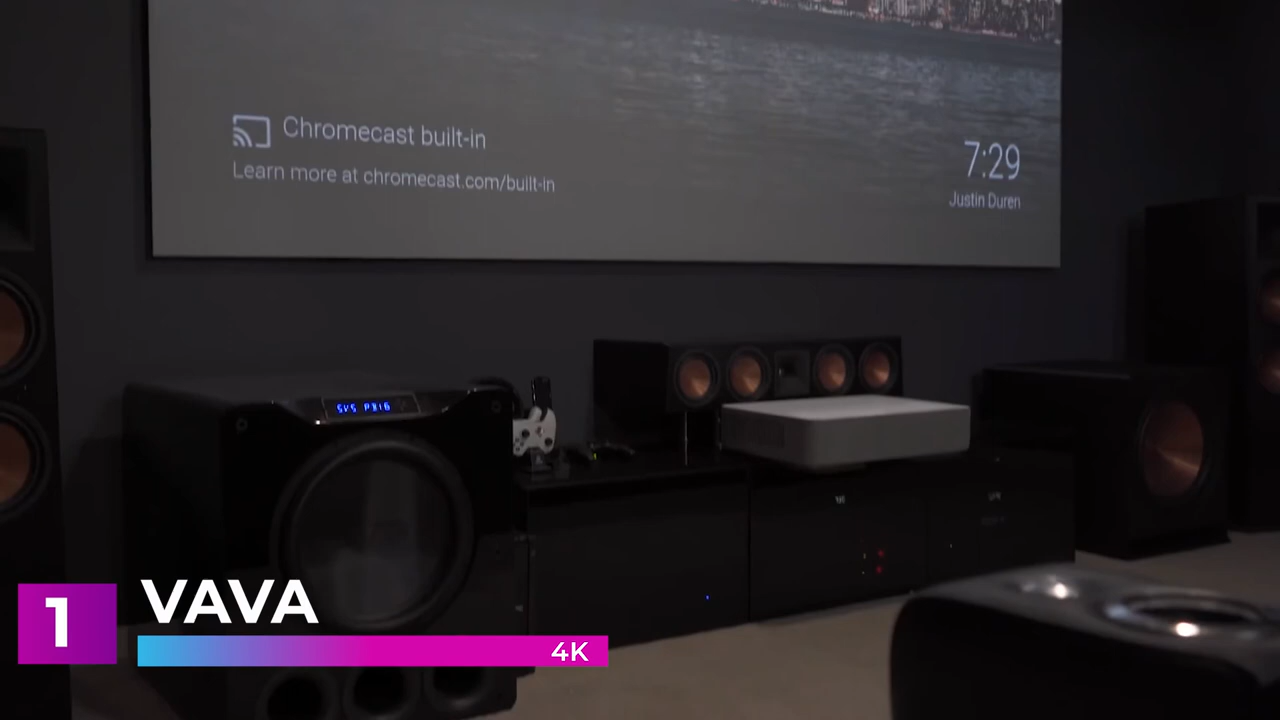 Chromecast built-in
Learn more at chromecast.com/built-in
7:29
Justin Duren
SVS PB16
1
VAVA
4K